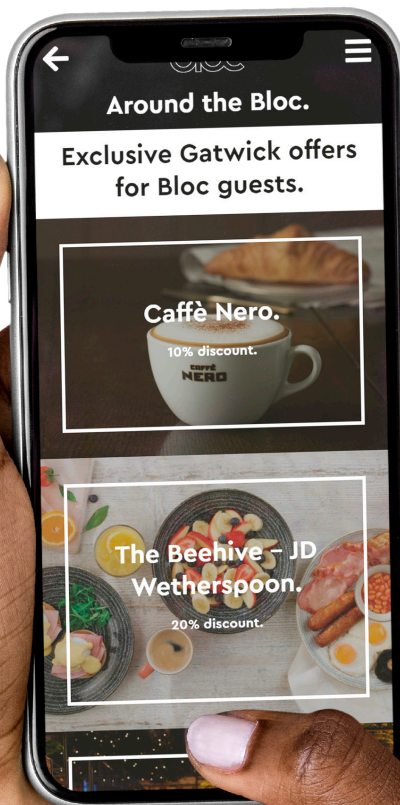 Around the Bloc.
Exclusive Gatwick offers
for Bloc guests.
Caffè Nero.
10% discount.
CAFFÈ
NERO
The Beehive – JD
Wetherspoon.
20% discount.